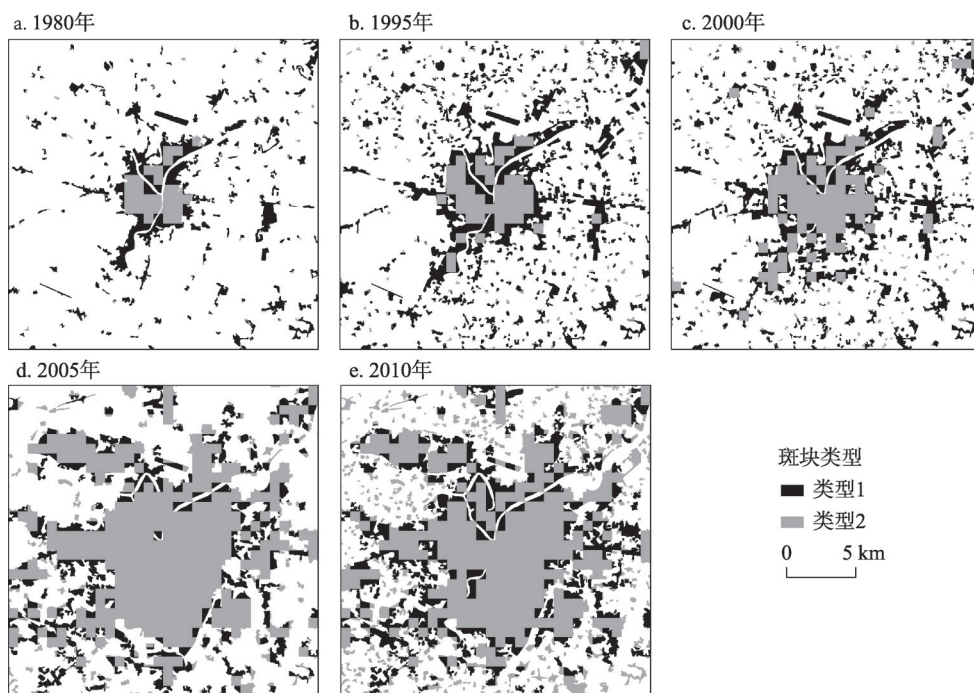 a. 1980年
b. 1995年
c. 2000年
d. 2005年
e. 2010年
斑块类型
类型1
类型2
0 5 km